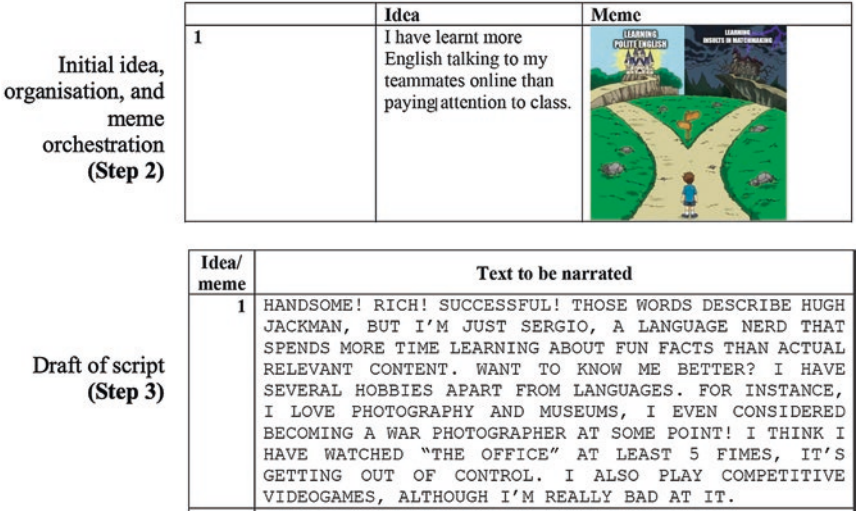 Initial idea,
organisation, and
meme
orchestration
(Step 2)
Idea
Meme
1
I have learnt more
English talking to my
teammates online than
paying attention to class.
LEARNING
POLITE ENGLISH
LEARNING
INSULTS IN MATCHMAKING
Draft of script
(Step 3)
Idea/
meme
Text to be narrated
1
HANDSOME! RICH! SUCCESSFUL! THOSE WORDS DESCRIBE HUGH
JACKMAN, BUT I'M JUST SERGIO, A LANGUAGE NERD THAT
SPENDS MORE TIME LEARNING ABOUT FUN FACTS THAN ACTUAL
RELEVANT CONTENT. WANT TO KNOW ME BETTER? I HAVE
SEVERAL HOBBIES APART FROM LANGUAGES. FOR INSTANCE,
I LOVE PHOTOGRAPHY AND MUSEUMS, I EVEN CONSIDERED
BECOMING A WAR PHOTOGRAPHER AT SOME POINT! I THINK I
HAVE WATCHED “THE OFFICE” AT LEAST 5 FIMES, IT'S
GETTING OUT OF CONTROL. I ALSO PLAY COMPETITIVE
VIDEOGAMES, ALTHOUGH I'M REALLY BAD AT IT.